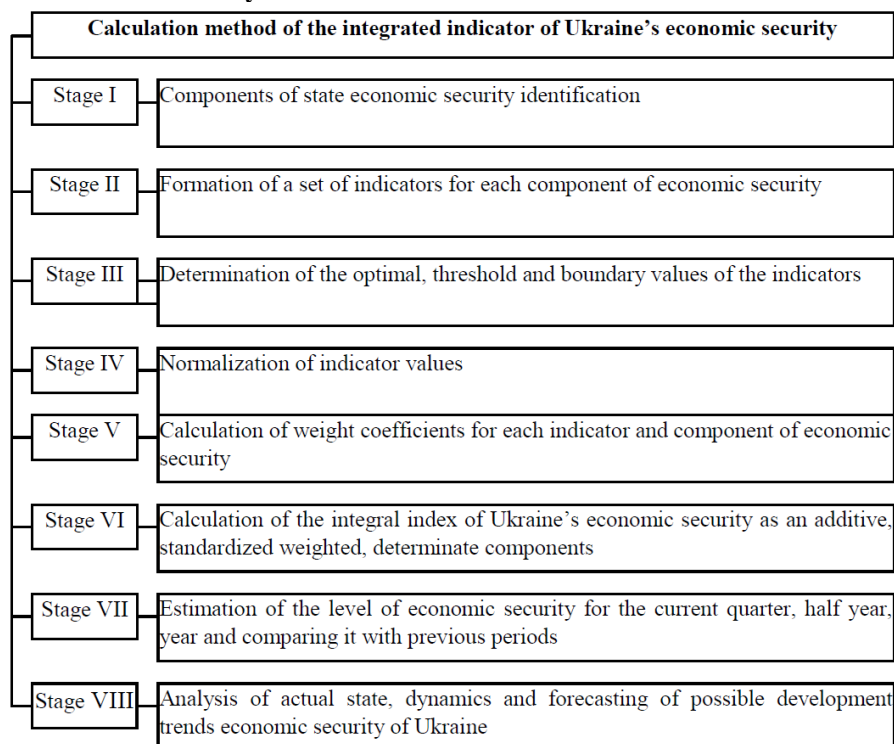 Calculation method of the integrated indicator of Ukraine's economic security
Stage I
Components of state economic security identification
Stage II
Formation of a set of indicators for each component of economic security
Stage III
Determination of the optimal, threshold and boundary values of the indicators
Stage IV
Normalization of indicator values
Stage V
Calculation of weight coefficients for each indicator and component of economic
security
Stage VI
Calculation of the integral index of Ukraine's economic security as an additive,
standardized weighted, determinate components
Stage VII
Estimation of the level of economic security for the current quarter, half year,
year and comparing it with previous periods
Stage VIII
Analysis of actual state, dynamics and forecasting of possible development
trends economic security of Ukraine